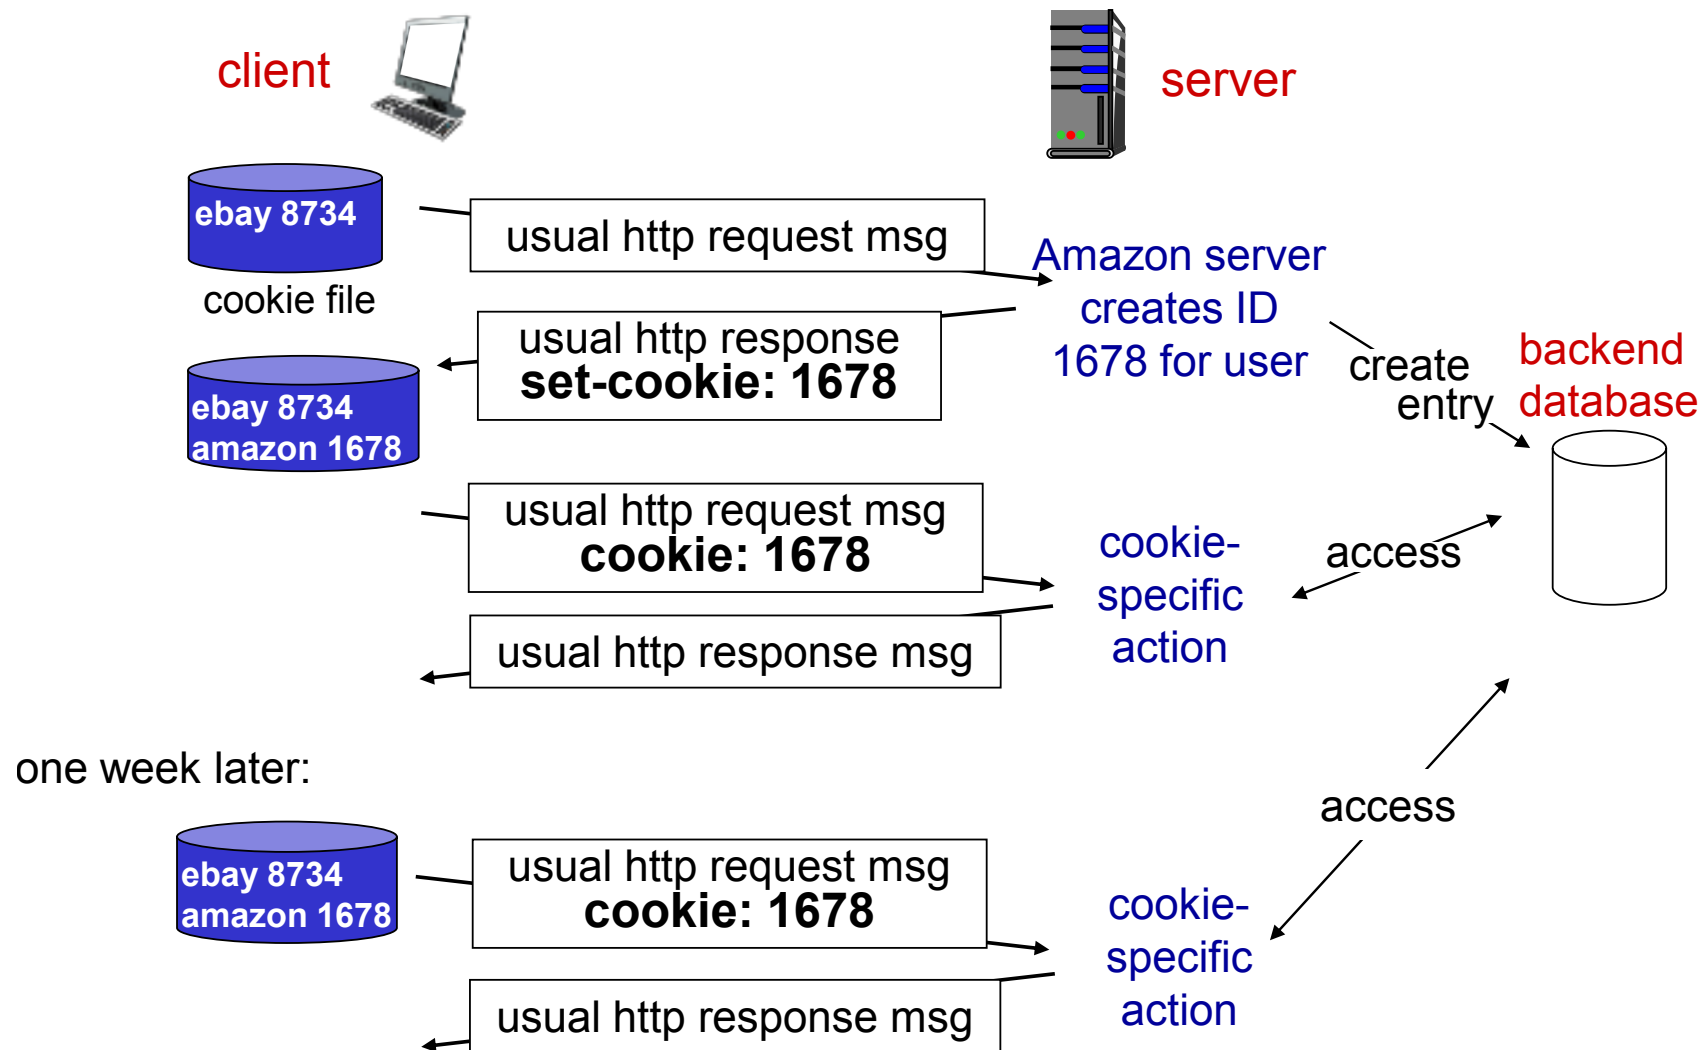 client
server
ebay 8734
cookie file
usual http request msg
Amazon server
creates ID
1678 for user
usual http response
set-cookie: 1678
create
entry
backend
database
ebay 8734
amazon 1678
usual http request msg
cookie: 1678
cookie-
specific
action
access
usual http response msg
one week later:
access
ebay 8734
amazon 1678
usual http request msg
cookie: 1678
cookie-
specific
action
usual http response msg